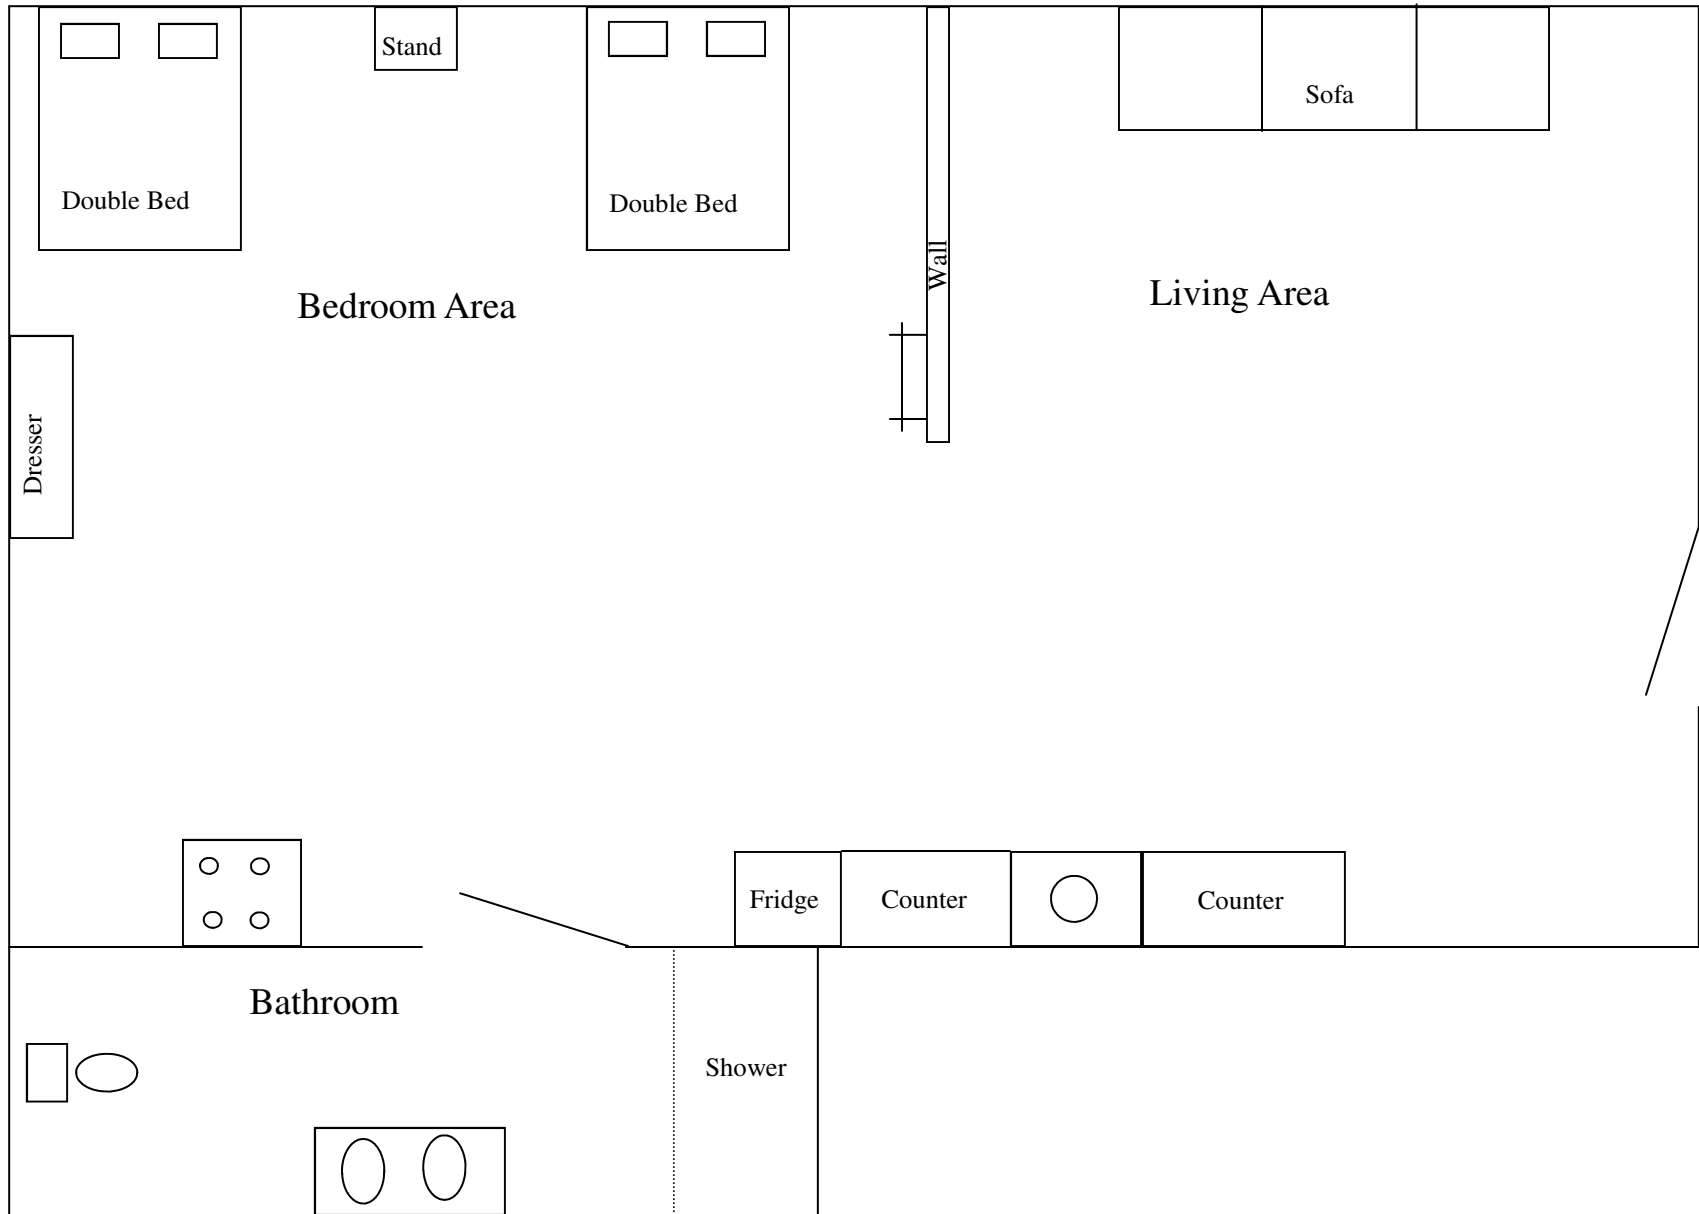 Stand
Sofa
Double Bed
Double Bed
Wall
Bedroom Area
Living Area
Dresser
Fridge
Counter
Counter
Bathroom
Shower